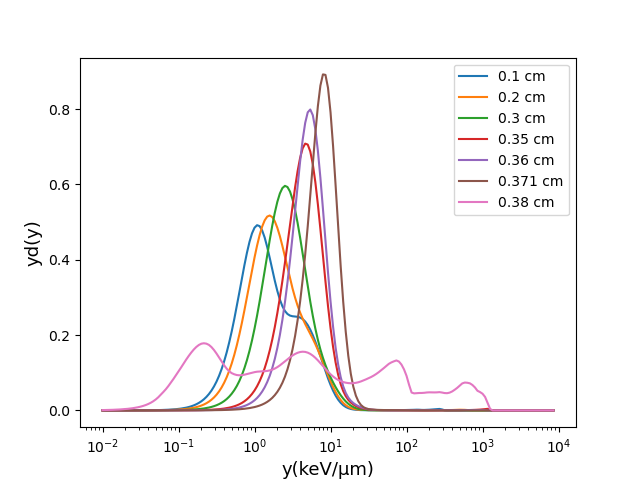 yd(y)
0.8
0.6
0.4
0.2
0.0
10⁻²
10⁻¹
10⁰
10¹
10²
10³
10⁴
y(keV/μm)
0.1 cm
0.2 cm
0.3 cm
0.35 cm
0.36 cm
0.371 cm
0.38 cm